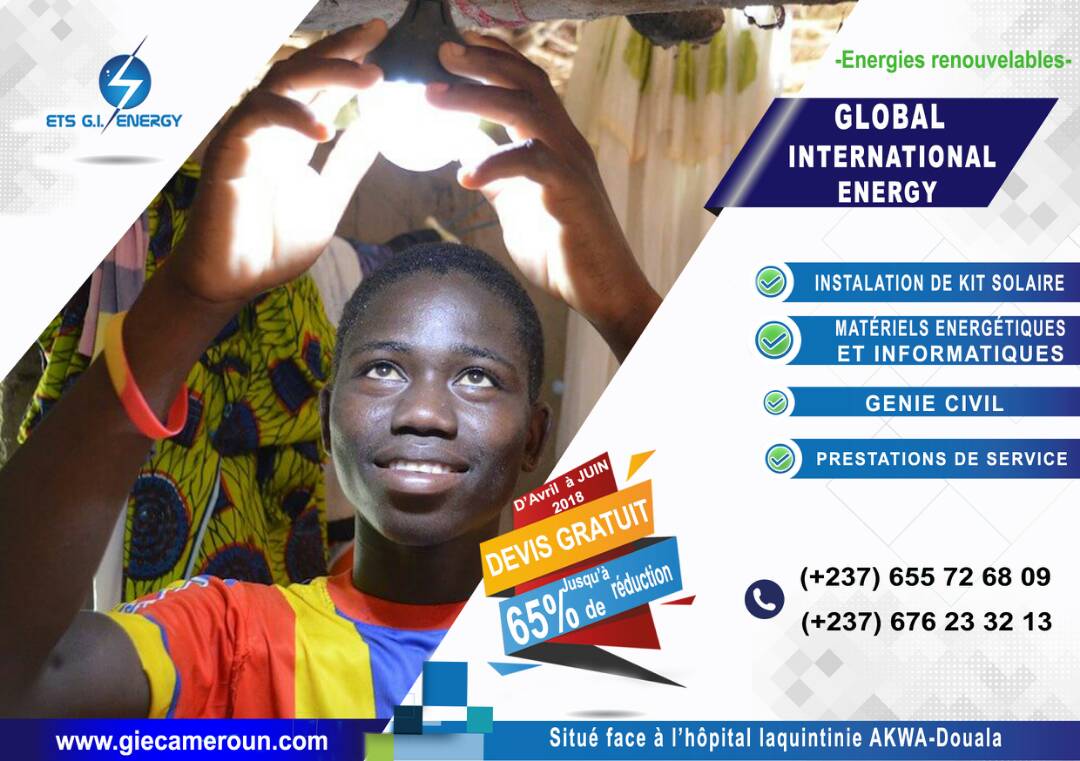 ETS G.I. ENERGY
-Energies renouvelables-
GLOBAL
INTERNATIONAL
ENERGY
INSTALATION DE KIT SOLAIRE
MATÉRIELS ENERGÉTIQUES
ET INFORMATIQUES
GENIE CIVIL
PRESTATIONS DE SERVICE
D'Avril à JUIN
2018
DEVIS GRATUIT
Jusqu'à
65% de réduction
(+237) 655 72 68 09
(+237) 676 23 32 13
www.giecameroun.com
Situé face à l'hôpital laquintinie AKWA-Douala